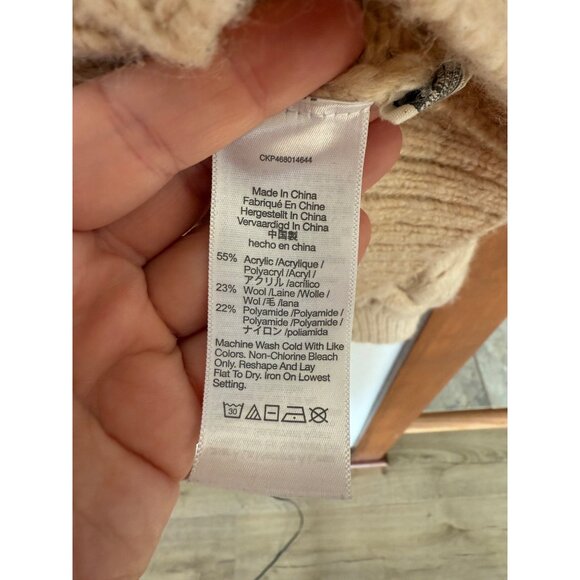 CKP468014644
Made In China
Fabriqué En Chine
Hergestellt In China
Vervaardigd In China
中国製
hecho en china
55% Acrylic /Acrylique /
Polyacryl /Acryl /
アクリル /acrílico
23% Wool /Laine /Wolle /
Wol /毛 /lana
22% Polyamide /Polyamide /
Polyamide /Polyamide /
ナイロン /poliamida
Machine Wash Cold With Like
Colors. Non-Chlorine Bleach
Only. Reshape And Lay
Flat To Dry. Iron On Lowest
Setting.
30